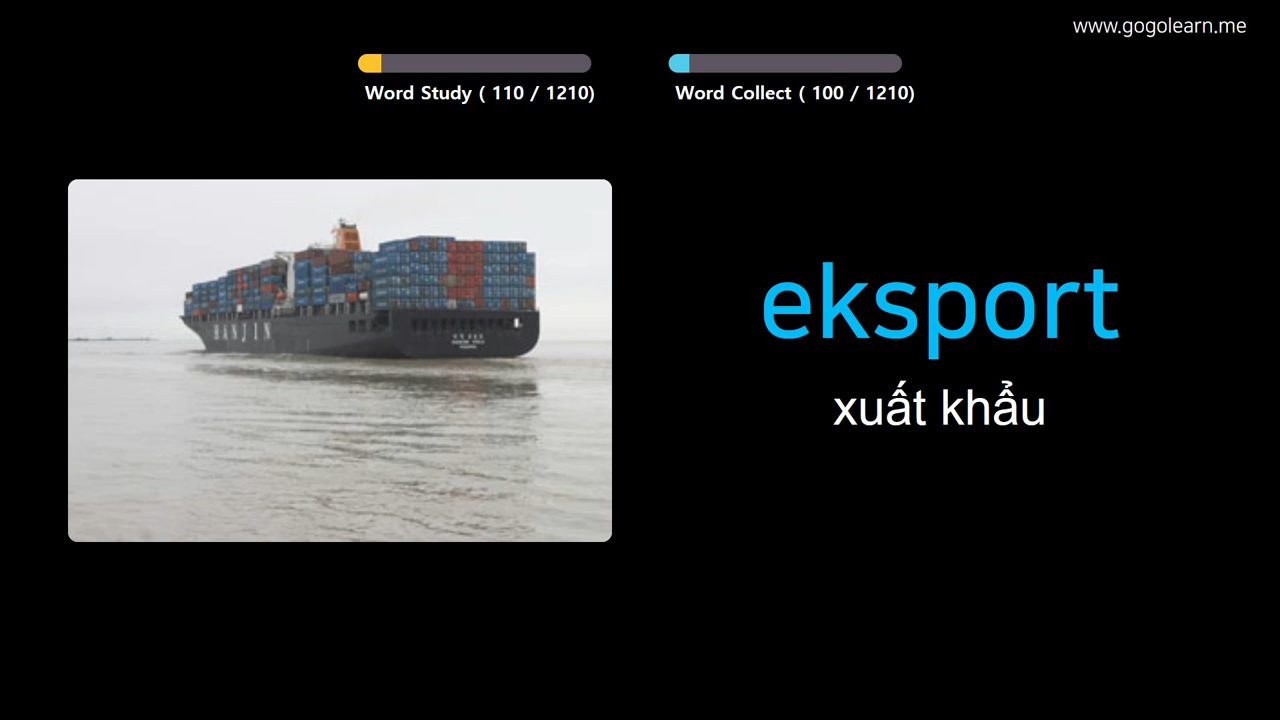 www.gogolearn.me
Word Study ( 110 / 1210)
Word Collect ( 100 / 1210)
HANJIN
eksport
xuất khẩu